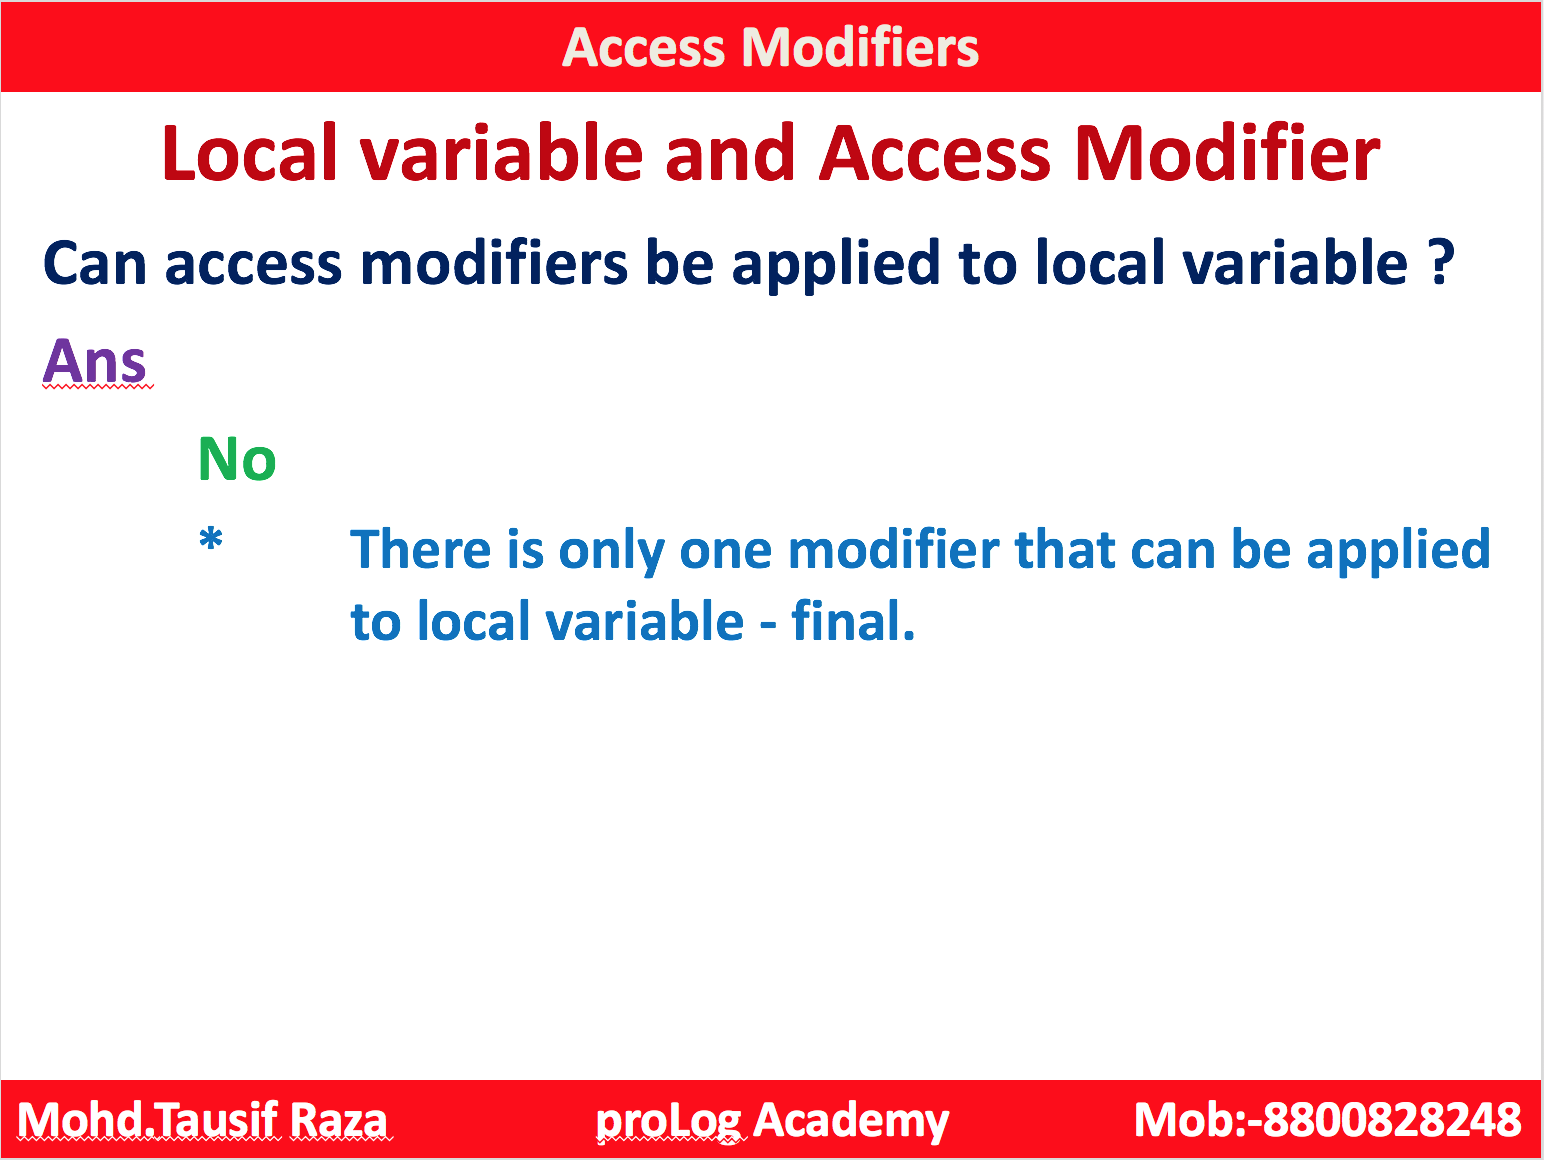 Access Modifiers
Local variable and Access Modifier
Can access modifiers be applied to local variable ?
Ans
No
* There is only one modifier that can be applied
to local variable - final.
Mohd.Tausif Raza proLog Academy Mob:-8800828248